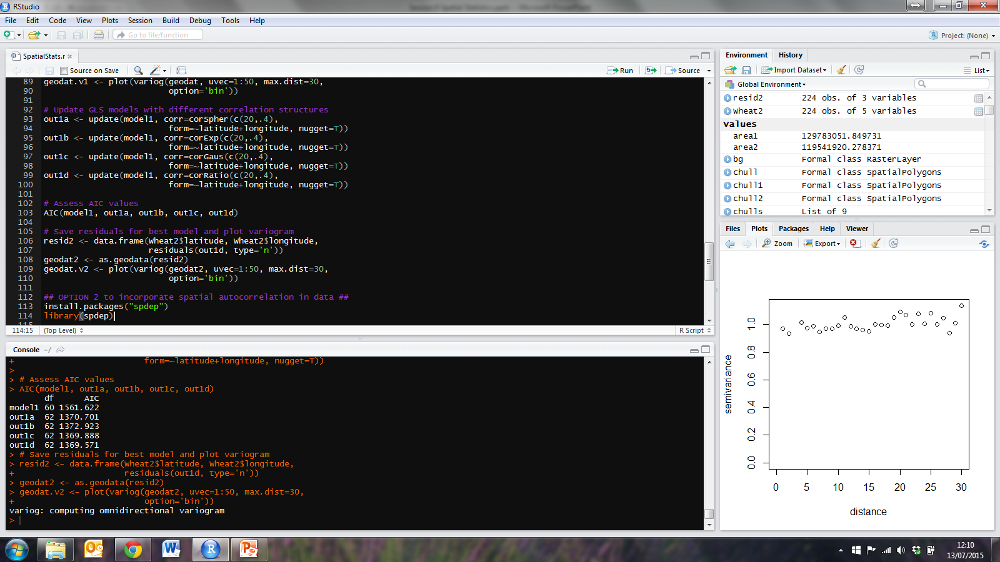 RStudio
File Edit Code View Plots Session Build Debug Tools Help
Go to file/function
Project: (None)
SpatialStats.r
Source on Save
Run
Source
89 geodat.v1 <- plot(variog(geodat, uvec=1:50, max.dist=30,
90 option='bin'))
91
92 # Update GLS models with different correlation structures
93 out1a <- update(model1, corr=corSpher(c(20,.4),
94 form=~latitude+longitude, nugget=T))
95 out1b <- update(model1, corr=corExp(c(20,.4),
96 form=~latitude+longitude, nugget=T))
97 out1c <- update(model1, corr=corGaus(c(20,.4),
98 form=~latitude+longitude, nugget=T))
99 out1d <- update(model1, corr=corRatio(c(20,.4),
100 form=~latitude+longitude, nugget=T))
101
102 # Assess AIC values
103 AIC(model1, out1a, out1b, out1c, out1d)
104
105 # Save residuals for best model and plot variogram
106 resid2 <- data.frame(Wheat2$latitude, Wheat2$longitude,
107 residuals(out1d, type='n'))
108 geodat2 <- as.geodata(resid2)
109 geodat.v2 <- plot(variog(geodat2, uvec=1:50, max.dist=30,
110 option='bin'))
111
112 ## OPTION 2 to incorporate spatial autocorrelation in data ##
113 install.packages("spdep")
114 library(spdep)
115
114:15 (Top Level) R Script
Console ~/
+ form=~latitude+longitude, nugget=T))
>
> # Assess AIC values
> AIC(model1, out1a, out1b, out1c, out1d)
df AIC
model1 60 1561.622
out1a 62 1370.701
out1b 62 1372.923
out1c 62 1369.888
out1d 62 1369.571
> # Save residuals for best model and plot variogram
> resid2 <- data.frame(Wheat2$latitude, Wheat2$longitude,
+ residuals(out1d, type='n'))
> geodat2 <- as.geodata(resid2)
> geodat.v2 <- plot(variog(geodat2, uvec=1:50, max.dist=30,
+ option='bin'))
variog: computing omnidirectional variogram
>
Environment History
Import Dataset List
Global Environment
resid2 224 obs. of 3 variables
Wheat2 224 obs. of 5 variables
Values
area1 129783051.849731
area2 119541920.278371
bg Formal class RasterLayer
chull Formal class SpatialPolygons
chull1 Formal class SpatialPolygons
chull2 Formal class SpatialPolygons
chulls List of 9
Files Plots Packages Help Viewer
Zoom Export
semivariance
1.0
0.8
0.6
0.4
0.2
0.0
0 5 10 15 20 25 30
distance
12:10
13/07/2015